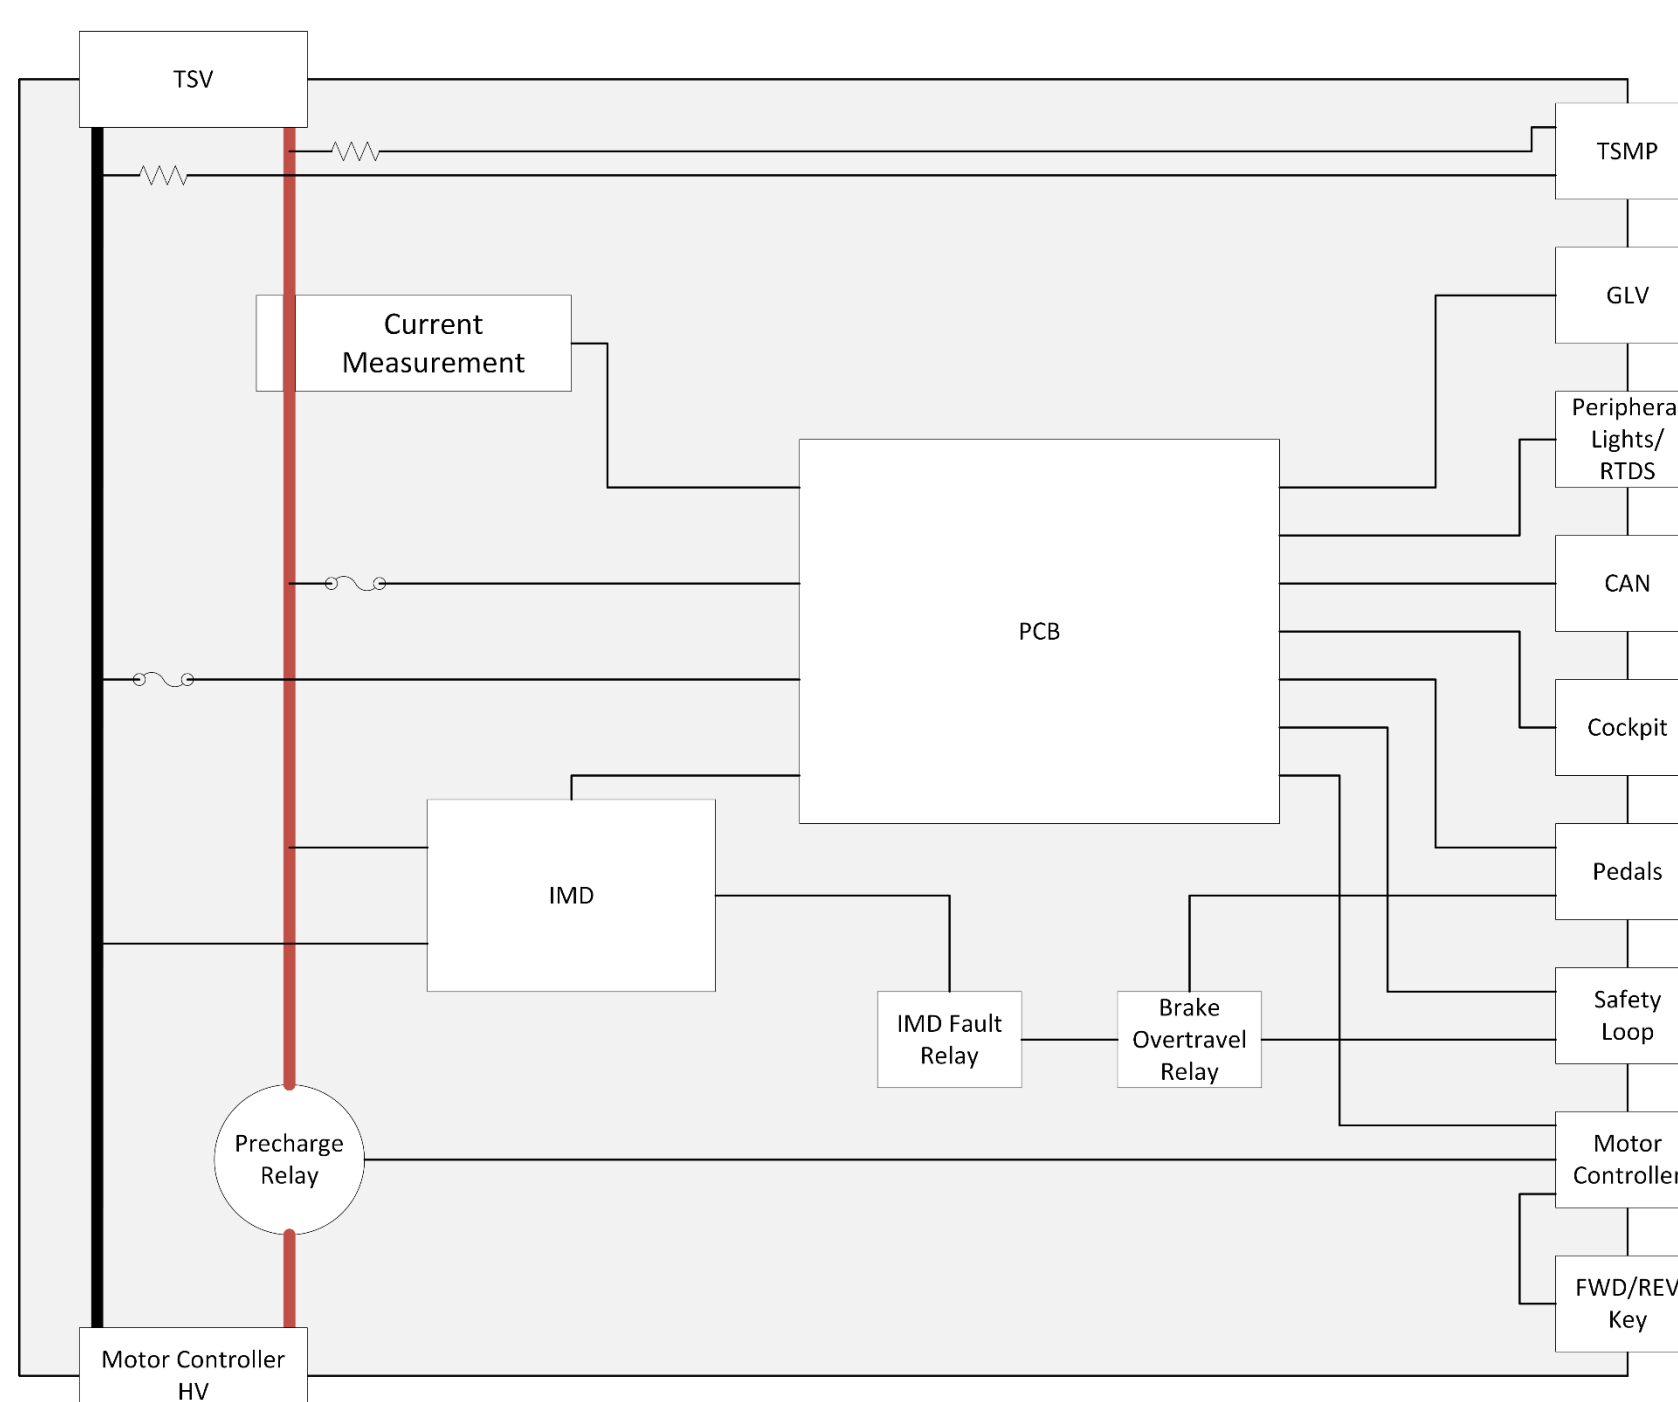 TSV
TSMP
GLV
Current
Measurement
Periphera
Lights/
RTDS
CAN
PCB
Cockpit
Pedals
IMD
Safety
Loop
IMD Fault
Relay
Brake
Overtravel
Relay
Precharge
Relay
Motor
Controller
FWD/REV
Key
Motor Controller
HV